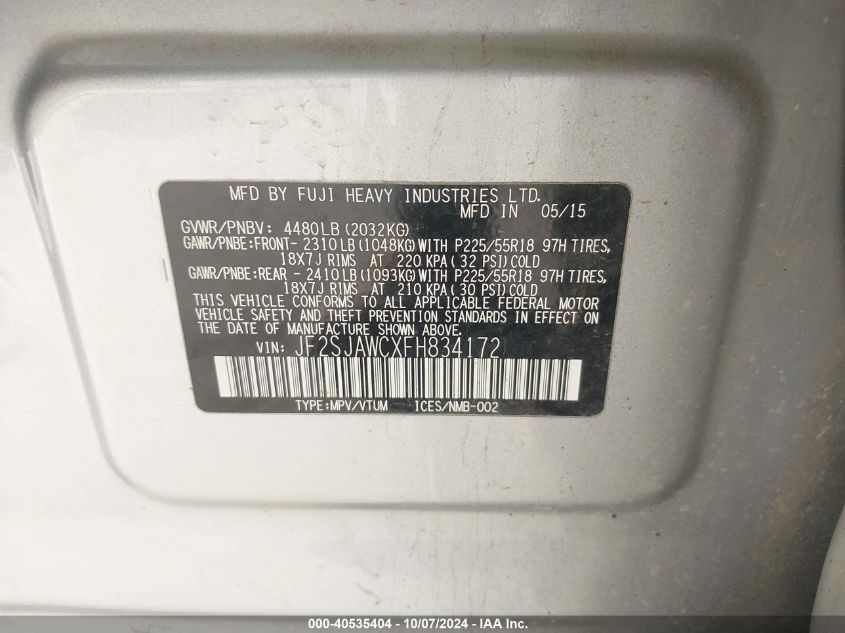 MFD BY FUJI HEAVY INDUSTRIES LTD.
MFD IN 05/15
GVWR/PNBV: 4480LB(2032KG)
GAWR/PNBE:FRONT-2310LB(1048KG)WITH P225/55R18 97H TIRES,
18X7J RIMS AT 220 KPA(32 PSI)COLD
GAWR/PNBE:REAR -2410LB(1093KG)WITH P225/55R18 97H TIRES,
18X7J RIMS AT 210 KPA(30 PSI)COLD
THIS VEHICLE CONFORMS TO ALL APPLICABLE FEDERAL MOTOR
VEHICLE SAFETY AND THEFT PREVENTION STANDARDS IN EFFECT ON
THE DATE OF MANUFACTURE SHOWN ABOVE.
VIN: JF2SJAWCXFH834172
TYPE:MPV/VTUM ICES/NMB-002
000-40535404 - 10/07/2024 - IAA Inc.